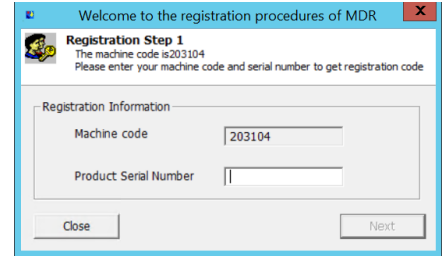 Welcome to the registration procedures of MDR
X
Registration Step 1
The machine code is203104
Please enter your machine code and serial number to get registration code
Registration Information
Machine code
203104
Product Serial Number
Close
Next